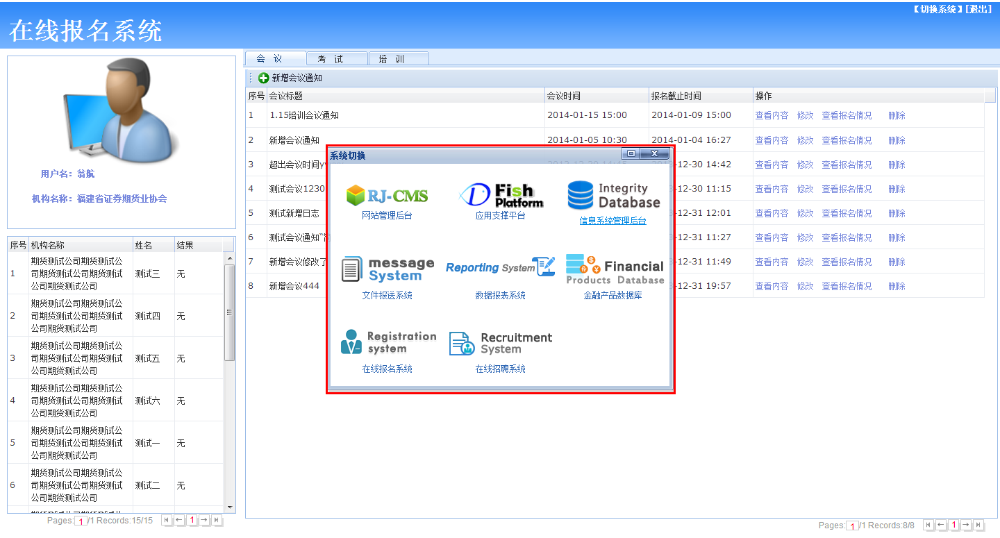 【切换系统】[退出]
在线报名系统
用户名：翁航
机构名称：福建省证券期货业协会
序号 机构名称 姓名 结果
1 期货测试公司期货测试公司期货测试公司期货测试公司期货测试公司 测试三 无
2 期货测试公司期货测试公司期货测试公司期货测试公司期货测试公司 测试四 无
3 期货测试公司期货测试公司期货测试公司期货测试公司期货测试公司 测试五 无
4 期货测试公司期货测试公司期货测试公司期货测试公司期货测试公司 测试六 无
5 期货测试公司期货测试公司期货测试公司期货测试公司期货测试公司 测试一 无
6 期货测试公司期货测试公司期货测试公司期货测试公司期货测试公司 测试二 无
Pages: 1 /1 Records:15/15 1
会 议 考 试 培 训
新增会议通知
序号 会议标题 会议时间 报名截止时间 操作
1 1.15培训会议通知 2014-01-15 15:00 2014-01-09 15:00 查看内容 修改 查看报名情况 删除
2 新增会议通知 2014-01-05 10:30 2014-01-04 16:27 查看内容 修改 查看报名情况 删除
3 超出会议时间 -12-30 14:42 查看内容 修改 查看报名情况 删除
4 测试会议1230 -12-30 11:15 查看内容 修改 查看报名情况 删除
5 测试新增日志 -12-31 12:01 查看内容 修改 查看报名情况 删除
6 测试会议通知 -12-31 11:27 查看内容 修改 查看报名情况 删除
7 新增会议修改了 -12-31 11:49 查看内容 修改 查看报名情况 删除
8 新增会议444 -12-31 19:57 查看内容 修改 查看报名情况 删除
系统切换
RJ-CMS
网站管理后台
Fish
Platform
应用支撑平台
Integrity
Database
信息系统管理后台
message
System
文件报送系统
Reporting System
数据报表系统
Financial
Products Database
金融产品数据库
Registration
system
在线报名系统
Recruitment
System
在线招聘系统
Pages: 1 /1 Records:8/8 1